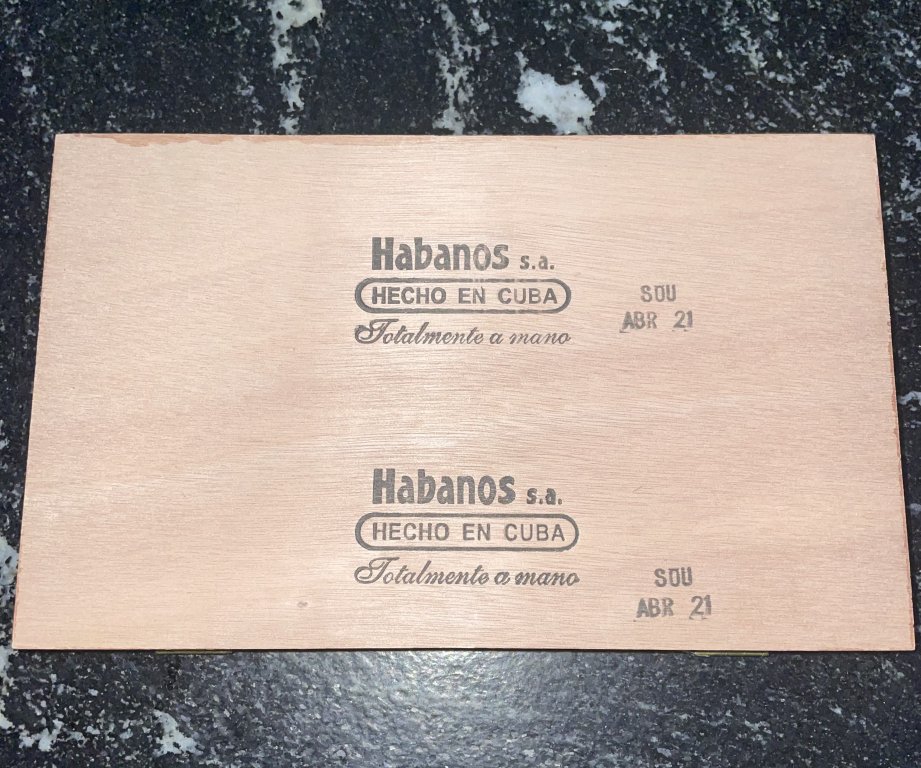 Habanos s.a.
HECHO EN CUBA
Totalmente a mano
SOU
ABR 21
Habanos s.a.
HECHO EN CUBA
Totalmente a mano
SOU
ABR 21